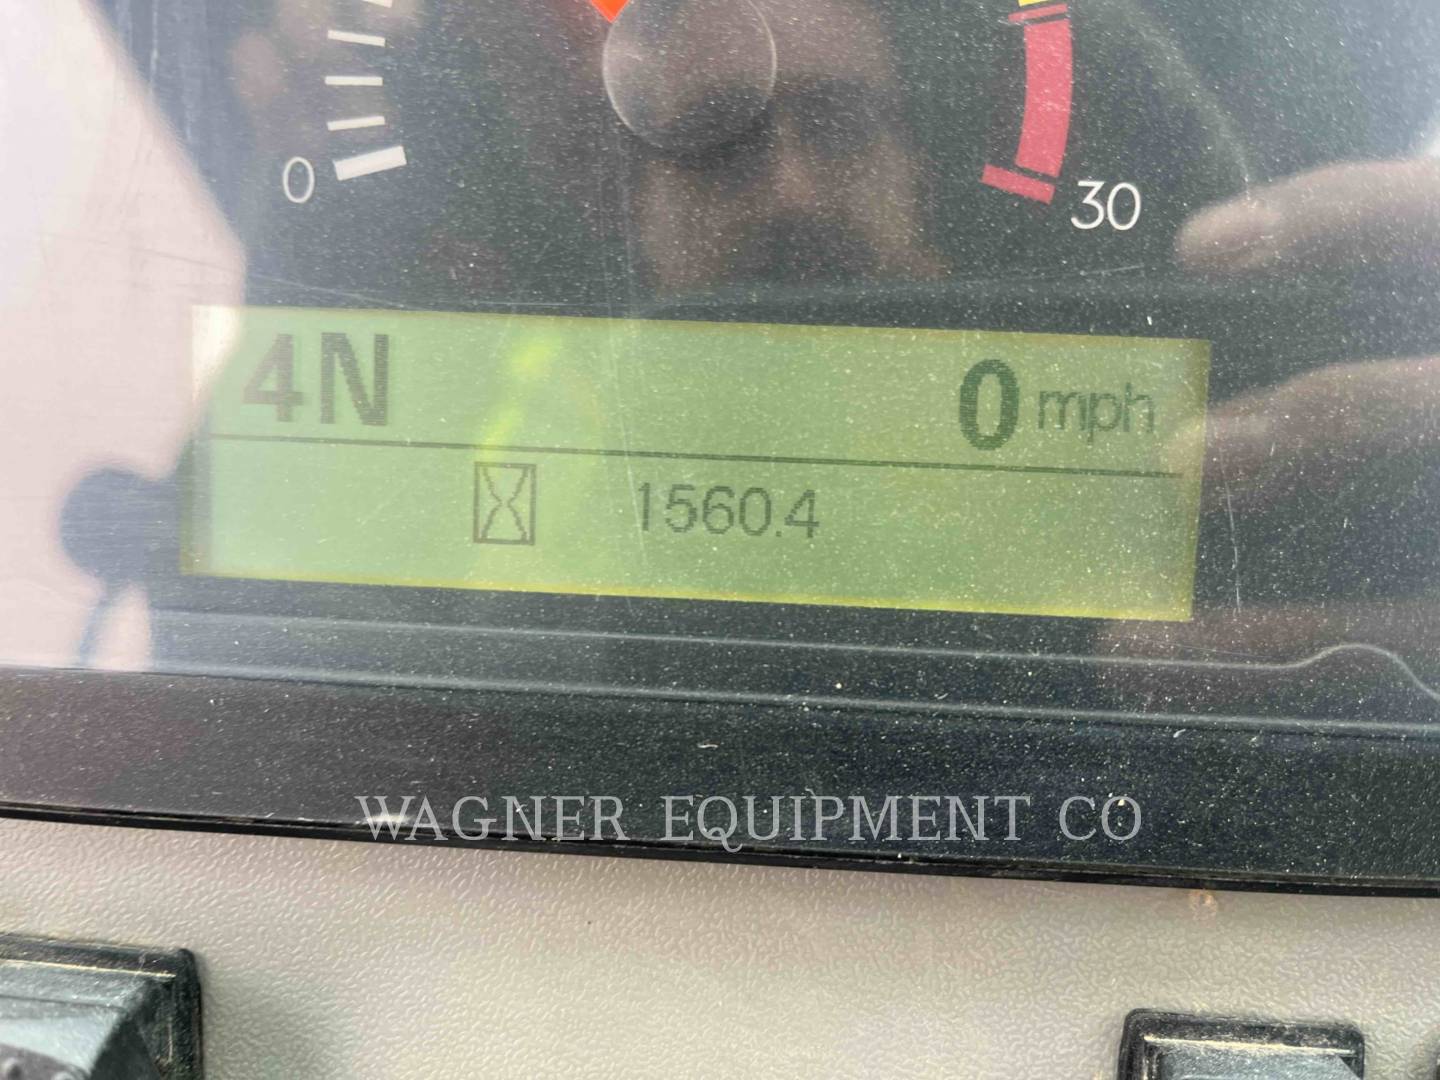 0
30
4N 0 mph
1560.4
WAGNER EQUIPMENT CO